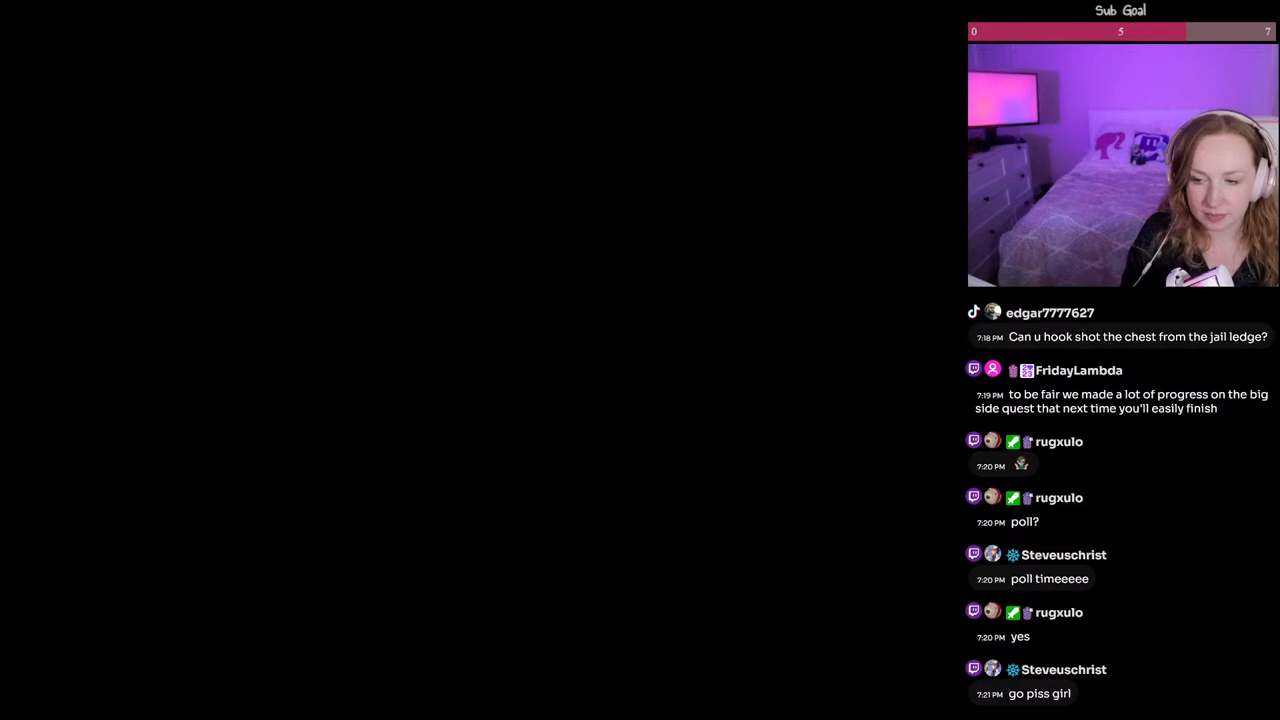 Sub Goal
0 5 7
edgar7777627
7:18 PM Can u hook shot the chest from the jail ledge?
FridayLambda
7:19 PM to be fair we made a lot of progress on the big
side quest that next time you'll easily finish
rugxulo
7:20 PM
rugxulo
7:20 PM poll?
Steveuschrist
7:20 PM poll timeeeee
rugxulo
7:20 PM yes
Steveuschrist
7:21 PM go piss girl